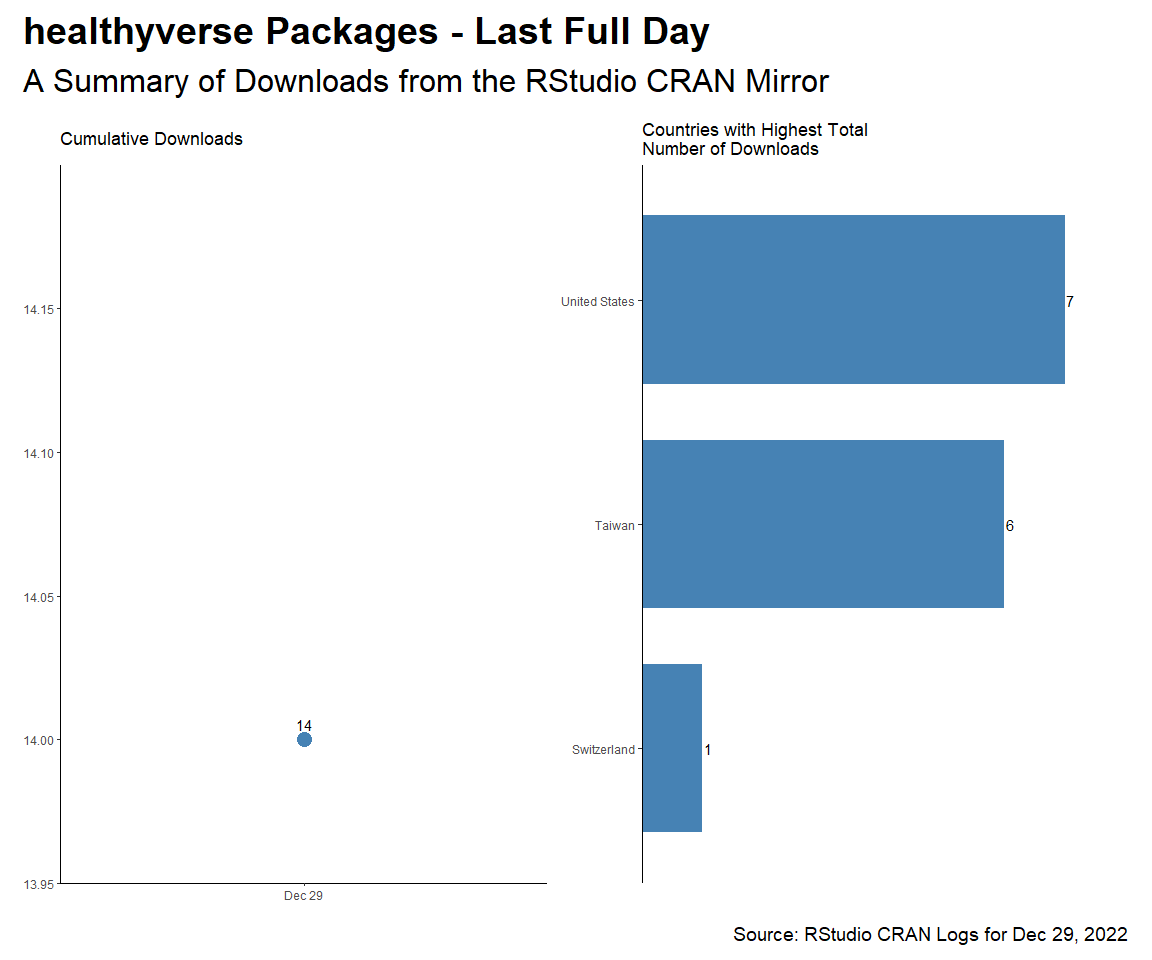 healthyverse Packages - Last Full Day
A Summary of Downloads from the RStudio CRAN Mirror
Cumulative Downloads
14.15
14.10
14.05
14.00
13.95
14
Dec 29
Countries with Highest Total
Number of Downloads
United States
7
Taiwan
6
Switzerland
1
Source: RStudio CRAN Logs for Dec 29, 2022